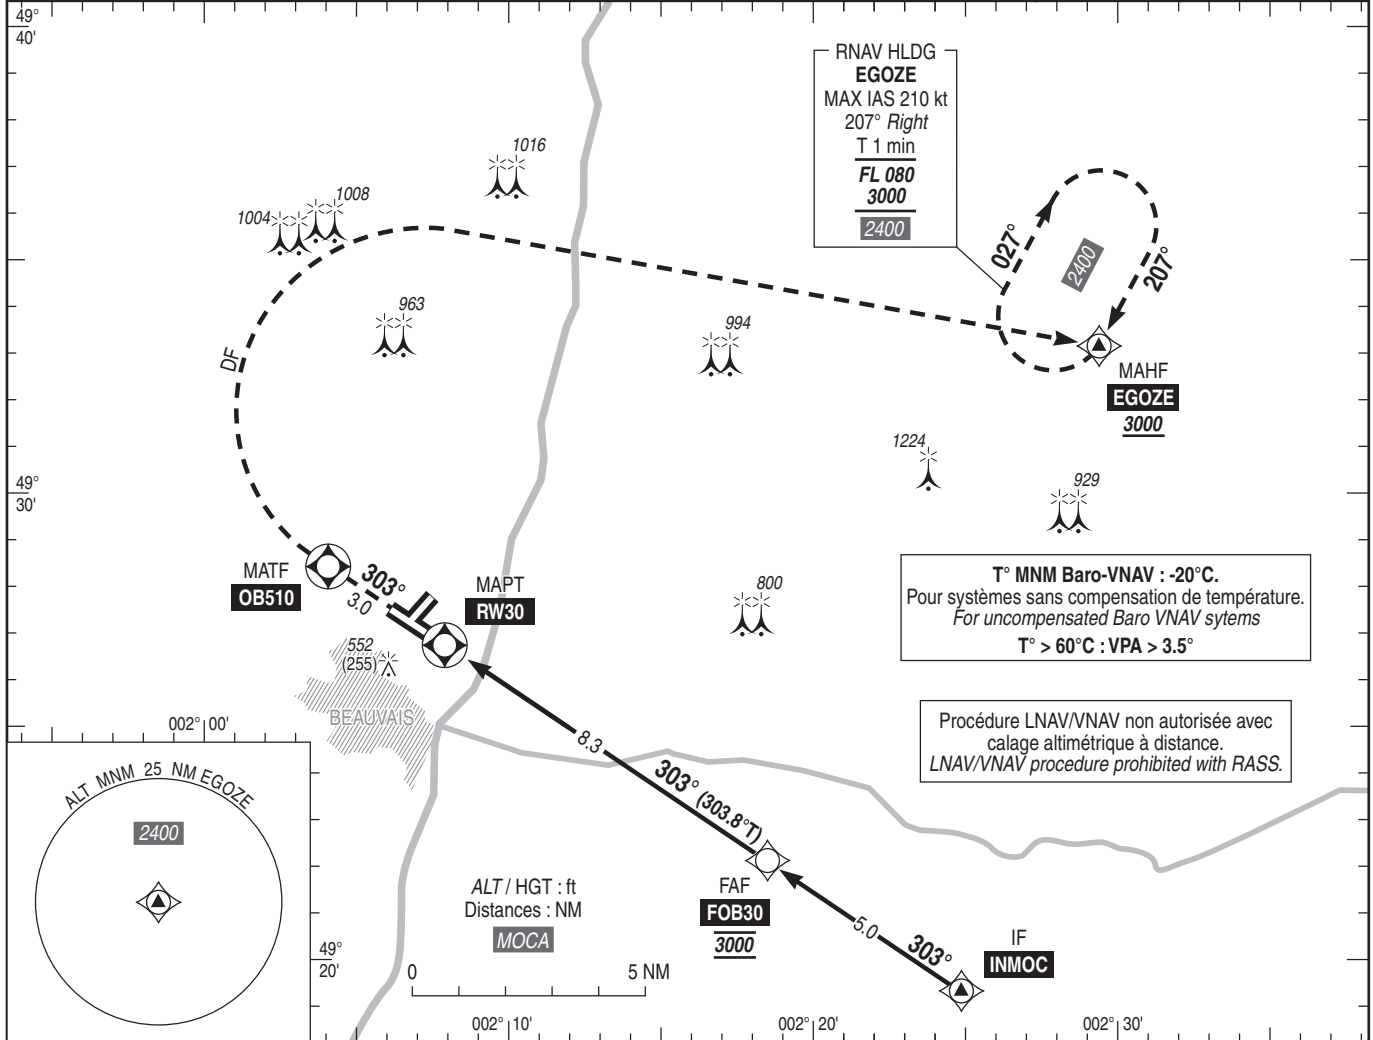 49°
40'
RNAV HLDG
EGOZE
MAX IAS 210 kt
207° Right
T 1 min
FL 080
3000
2400
1016
1008
1004
963
994
DF
027°
2400
207°
MAHF
EGOZE
3000
1224
929
49°
30'
MATF
OB510
303°
3.0
MAPT
RW30
800
552
(255)
BEAUVAIS
T° MNM Baro-VNAV : -20°C.
Pour systèmes sans compensation de température.
For uncompensated Baro VNAV sytems
T° > 60°C : VPA > 3.5°
Procédure LNAV/VNAV non autorisée avec
calage altimétrique à distance.
LNAV/VNAV procedure prohibited with RASS.
002° 00'
8.3
303° (303.8°T)
ALT MNM 25 NM EGOZE
2400
FAF
FOB30
3000
ALT / HGT : ft
Distances : NM
MOCA
0 5 NM
5.0
303°
IF
INMOC
49°
20'
002° 10'
002° 20'
002° 30'